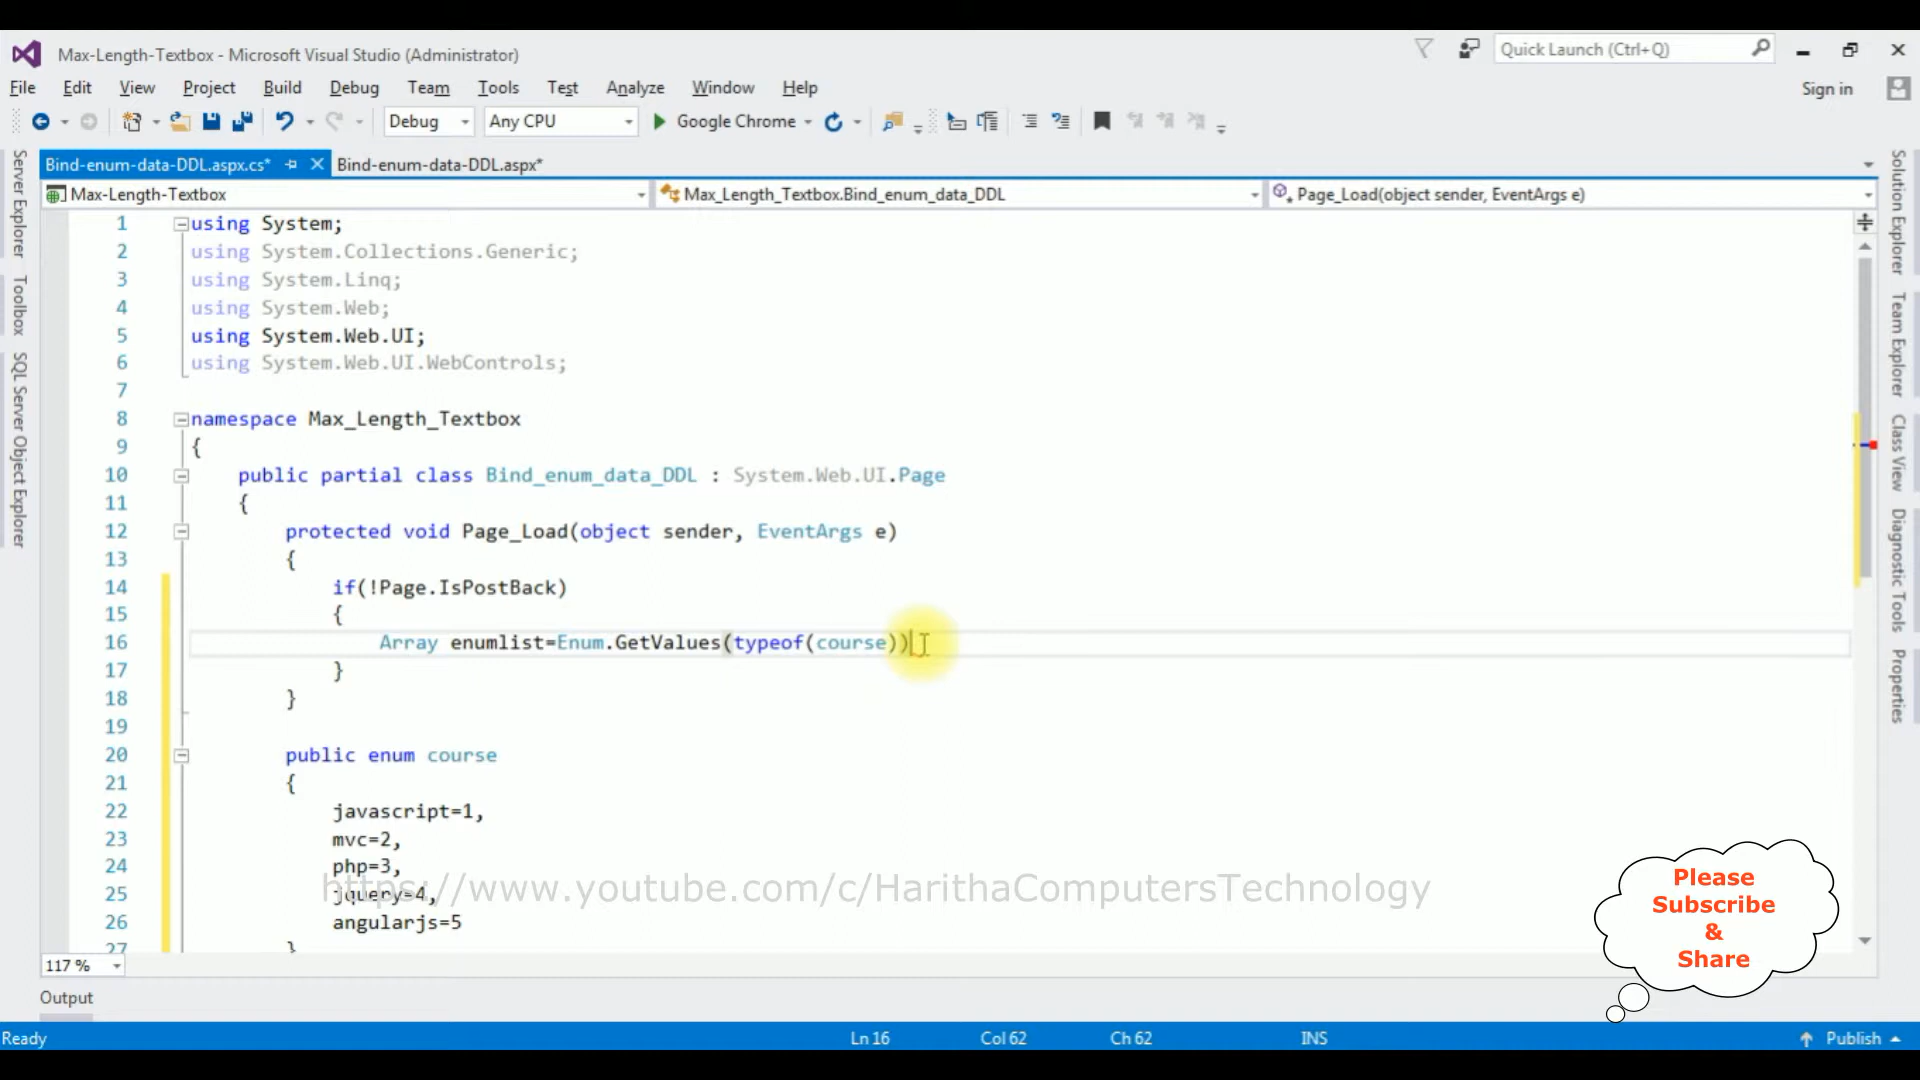 Max-Length-Textbox - Microsoft Visual Studio (Administrator)
Quick Launch (Ctrl+Q)
File Edit View Project Build Debug Team Tools Test Analyze Window Help
Sign in
Debug Any CPU Google Chrome
Bind-enum-data-DDL.aspx.cs* Bind-enum-data-DDL.aspx*
Max-Length-Textbox Max_Length_Textbox.Bind_enum_data_DDL Page_Load(object sender, EventArgs e)
Server Explorer
Toolbox
SQL Server Object Explorer
1 using System;
2 using System.Collections.Generic;
3 using System.Linq;
4 using System.Web;
5 using System.Web.UI;
6 using System.Web.UI.WebControls;
7
8 namespace Max_Length_Textbox
9 {
10 public partial class Bind_enum_data_DDL : System.Web.UI.Page
11 {
12 protected void Page_Load(object sender, EventArgs e)
13 {
14 if(!Page.IsPostBack)
15 {
16 Array enumlist=Enum.GetValues(typeof(course))
17 }
18 }
19
20 public enum course
21 {
22 javascript=1,
23 mvc=2,
24 php=3,
25 jquery=4,
26 angularjs=5
27 }
https://www.youtube.com/c/HarithaComputersTechnology
Solution Explorer
Team Explorer
Class View
Diagnostic Tools
Properties
Please
Subscribe
&
Share
117 %
Output
Ready Ln 16 Col 62 Ch 62 INS Publish